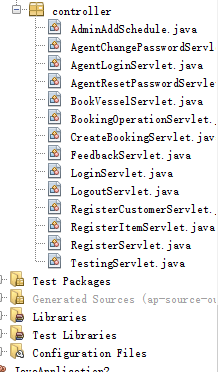 controller
AdminAddSchedule.java
AgentChangePasswordServl
AgentLoginServlet.java
AgentResetPasswordServle
BookVesselServlet.java
BookingOperationServlet.
CreateBookingServlet.jav
FeedbackServlet.java
LoginServlet.java
LogoutServlet.java
RegisterCustomerServlet.
RegisterItemServlet.java
RegisterServlet.java
TestingServlet.java
Test Packages
Generated Sources (ap-source-ou
Libraries
Test Libraries
Configuration Files